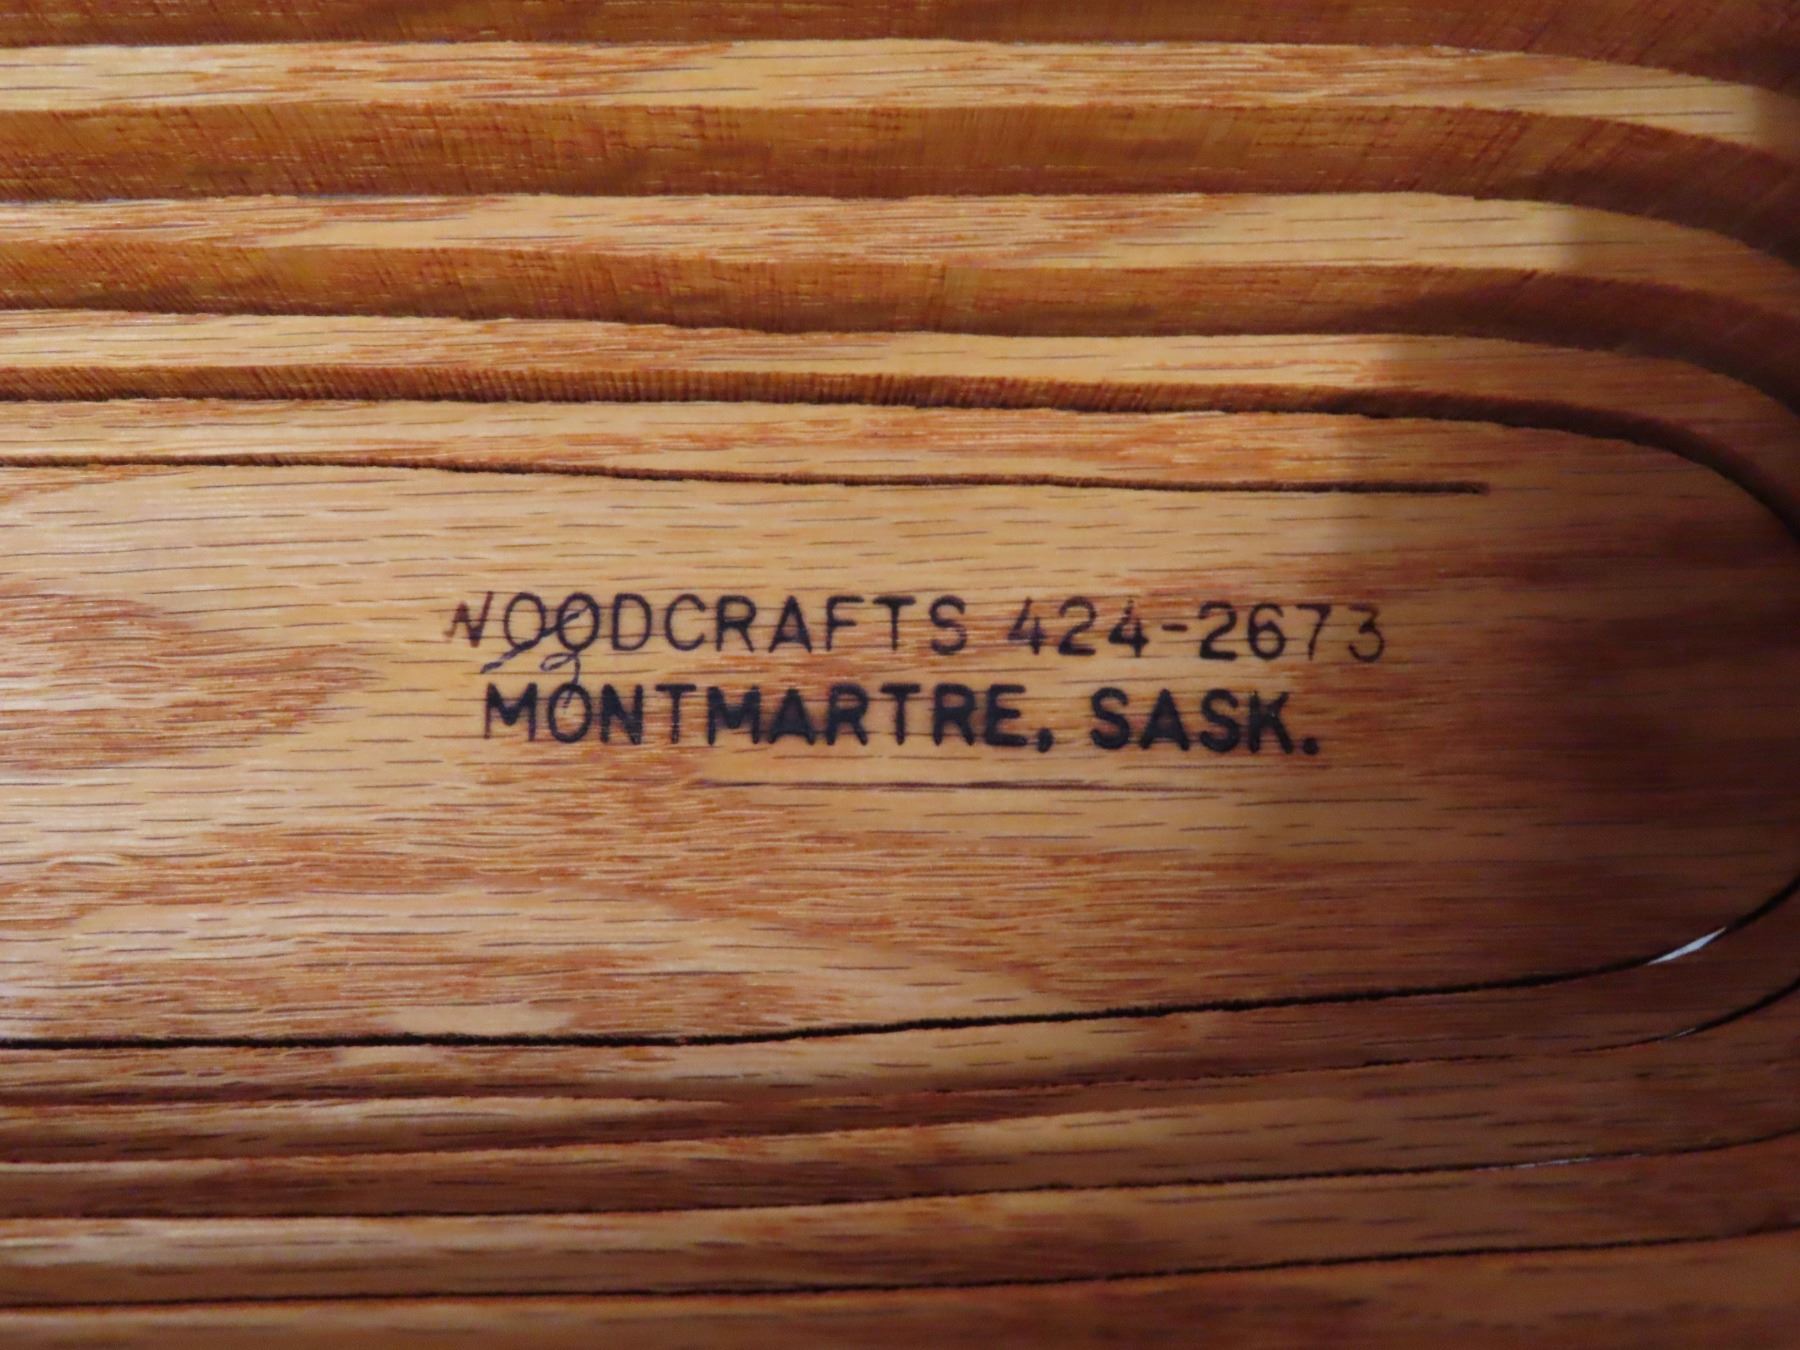 WOODCRAFTS 424-2673
MONTMARTRE, SASK.